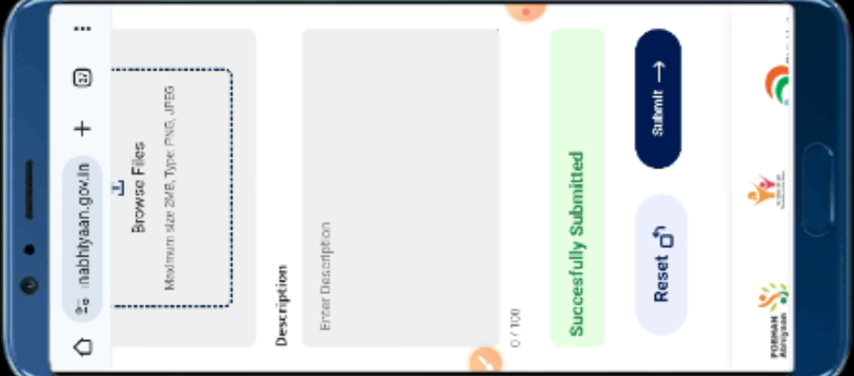 27
nabhiyaan.gov.in
Browse Files
Maximum size 2MB, Type: PNG, JPEG
Description
Enter Description
0 / 100
Succesfully Submitted
Reset
Submit
POSHAN
Abhiyaan